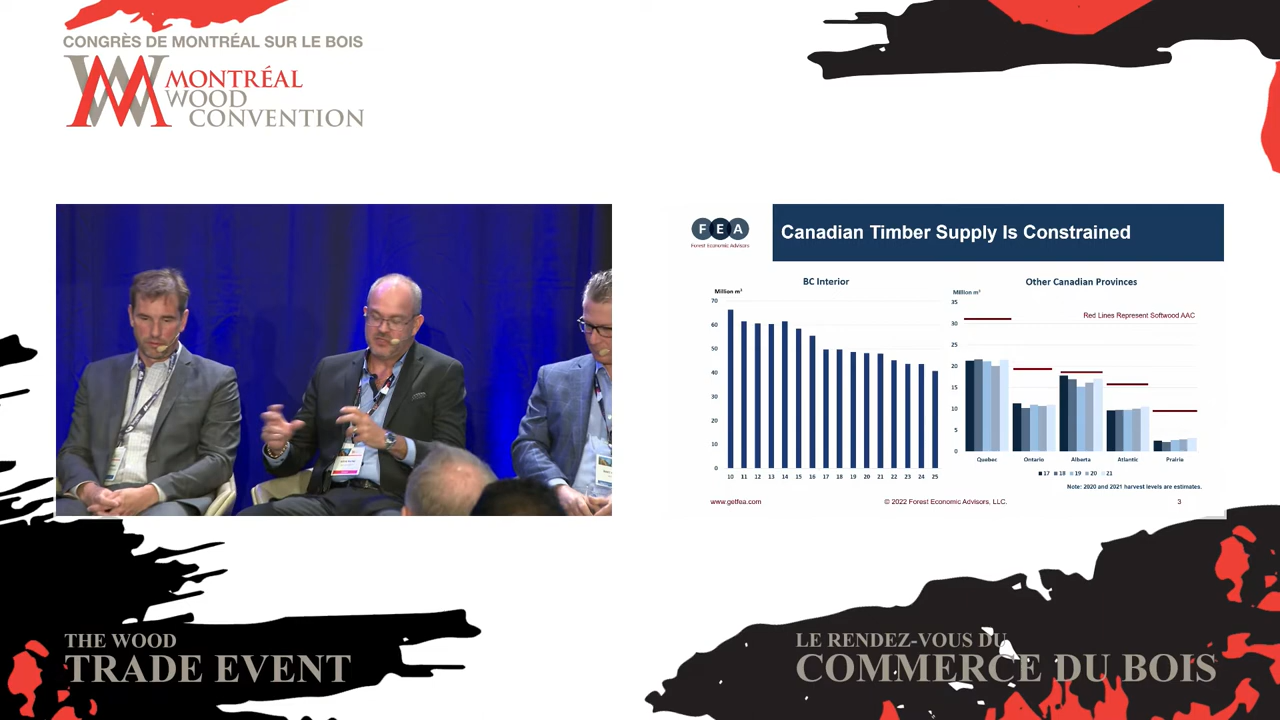 CONGRÈS DE MONTRÉAL SUR LE BOIS
MONTRÉAL
WOOD
CONVENTION
FEA
Forest Economic Advisors
Canadian Timber Supply Is Constrained
BC Interior
Million m³
70
60
50
40
30
20
10
0
10 11 12 13 14 15 16 17 18 19 20 21 22 23 24 25
Other Canadian Provinces
Million m³
35
Red Lines Represent Softwood AAC
30
25
20
15
10
5
0
Quebec Ontario Alberta Atlantic Prairie
17 18 19 20 21
Note: 2020 and 2021 harvest levels are estimates.
www.getfea.com
© 2022 Forest Economic Advisors, LLC.
3
THE WOOD
TRADE EVENT
LE RENDEZ-VOUS DU
COMMERCE DU BOIS